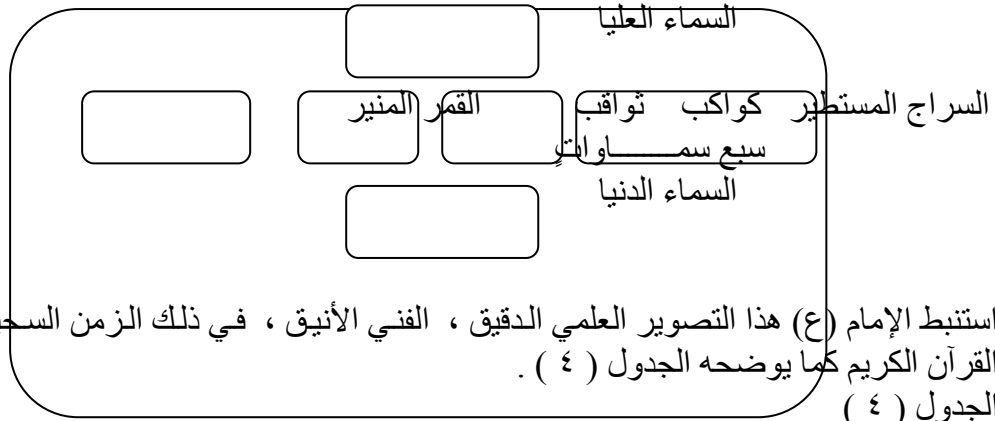 السماء العليا
السراج المستطير كواكب ثواقب القمر المنير
سبع سمــــــاواتٍ
السماء الدنيا
استنبط الإمام (ع) هذا التصوير العلمي الدقيق ، الفني الأنيق ، في ذلك الزمن
القرآن الكريم كما يوضحه الجدول ( ٤ ) .
الجدول ( ٤ )